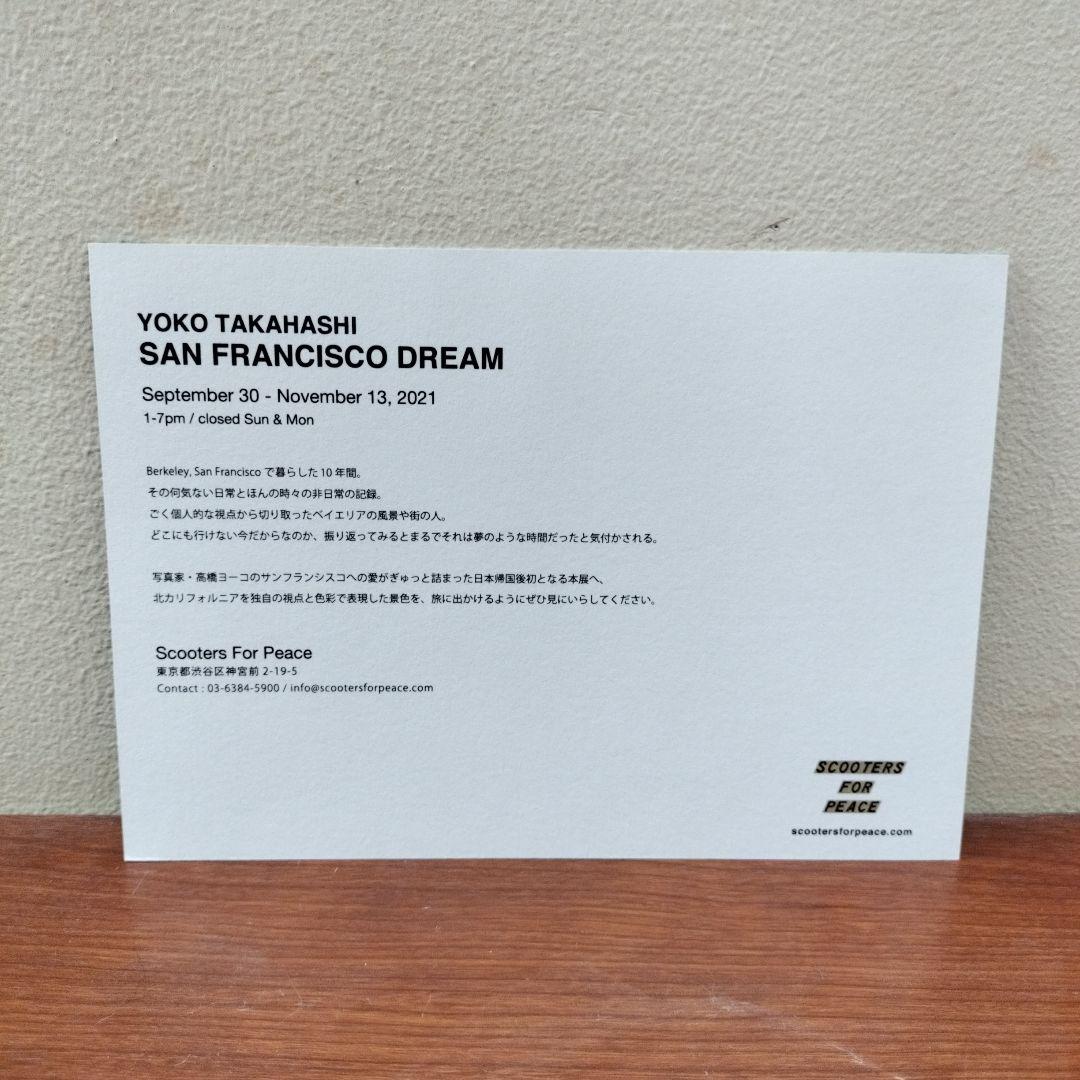 YOKO TAKAHASHI
SAN FRANCISCO DREAM
September 30 - November 13, 2021
1-7pm / closed Sun & Mon
Berkeley, San Francisco で暮らした 10 年間。
その何気ない日常とほんの時々の非日常の記録。
ごく個人的な視点から切り取ったベイエリアの風景や街の人。
どこにも行けない今だからなのか、振り返ってみるとまるでそれは夢のような時間だったと気付かされる。
写真家・高橋ヨーコのサンフランシスコへの愛がぎゅっと詰まった日本帰国後初となる本展へ、
北カリフォルニアを独自の視点と色彩で表現した景色を、旅に出かけるようにぜひ見にいらしてください。
Scooters For Peace
東京都渋谷区神宮前 2-19-5
Contact : 03-6384-5900 / info@scootersforpeace.com
SCOOTERS
FOR
PEACE
scootersforpeace.com